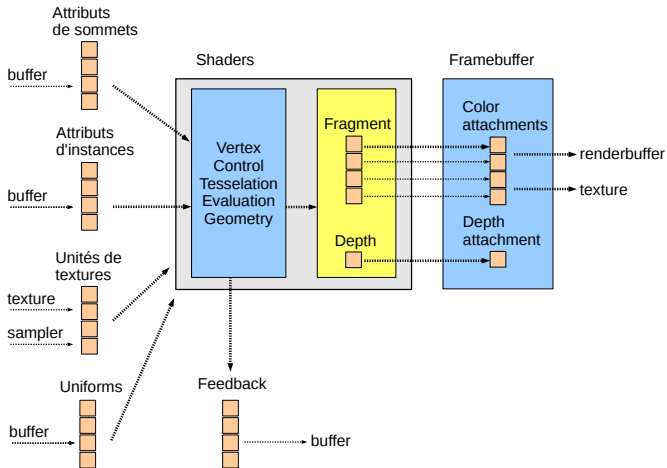 Attributs
de sommets
buffer
Shaders
Framebuffer
Attributs
d'instances
buffer
Vertex
Control
Tesselation
Evaluation
Geometry
Fragment
Depth
Color
attachments
renderbuffer
texture
Depth
attachment
Unités de
textures
texture
sampler
Uniforms
buffer
Feedback
buffer